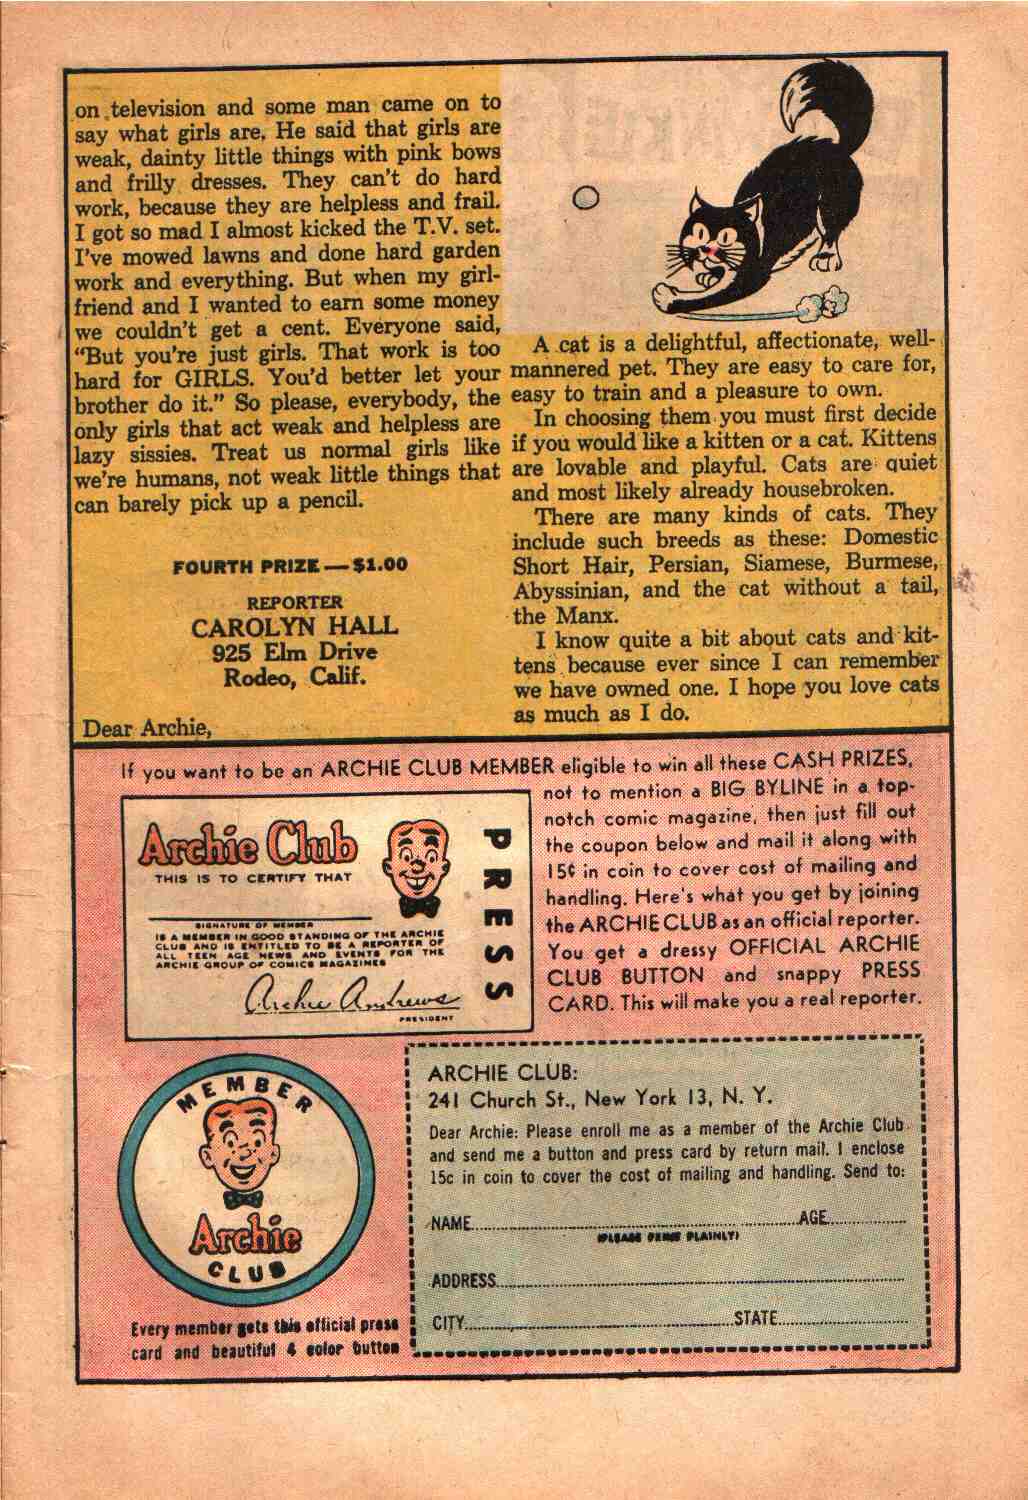 on television and some man came on to
say what girls are. He said that girls are
weak, dainty little things with pink bows
and frilly dresses. They can't do hard
work, because they are helpless and frail.
I got so mad I almost kicked the T.V. set.
I've mowed lawns and done hard garden
work and everything. But when my girl-
friend and I wanted to earn some money
we couldn't get a cent. Everyone said,
"But you're just girls. That work is too
hard for GIRLS. You'd better let your
brother do it." So please, everybody, the
only girls that act weak and helpless are
lazy sissies. Treat us normal girls like
we're humans, not weak little things that
can barely pick up a pencil.
FOURTH PRIZE — $1.00
REPORTER
CAROLYN HALL
925 Elm Drive
Rodeo, Calif.
Dear Archie,
A cat is a delightful, affectionate, well-
mannered pet. They are easy to care for,
easy to train and a pleasure to own.
In choosing them you must first decide
if you would like a kitten or a cat. Kittens
are lovable and playful. Cats are quiet
and most likely already housebroken.
There are many kinds of cats. They
include such breeds as these: Domestic
Short Hair, Persian, Siamese, Burmese,
Abyssinian, and the cat without a tail,
the Manx.
I know quite a bit about cats and kit-
tens because ever since I can remember
we have owned one. I hope you love cats
as much as I do.
If you want to be an ARCHIE CLUB MEMBER eligible to win all these CASH PRIZES,
not to mention a BIG BYLINE in a top-
notch comic magazine, then just fill out
the coupon below and mail it along with
15¢ in coin to cover cost of mailing and
handling. Here's what you get by joining
the ARCHIE CLUB as an official reporter.
You get a dressy OFFICIAL ARCHIE
CLUB BUTTON and snappy PRESS
CARD. This will make you a real reporter.
Archie Club
THIS IS TO CERTIFY THAT
SIGNATURE OF MEMBER
IS A MEMBER IN GOOD STANDING OF THE ARCHIE
CLUB AND IS ENTITLED TO BE A REPORTER OF
ALL TEEN AGE NEWS AND EVENTS FOR THE
ARCHIE GROUP OF COMICS MAGAZINES
Archie Andrews
PRESIDENT
PRESS
MEMBER
Archie
CLUB
Every member gets this official press
card and beautiful 4 color button
ARCHIE CLUB:
241 Church St., New York 13, N. Y.
Dear Archie: Please enroll me as a member of the Archie Club
and send me a button and press card by return mail. I enclose
15c in coin to cover the cost of mailing and handling. Send to:
NAME AGE
(PLEASE PRINT PLAINLY)
ADDRESS
CITY STATE